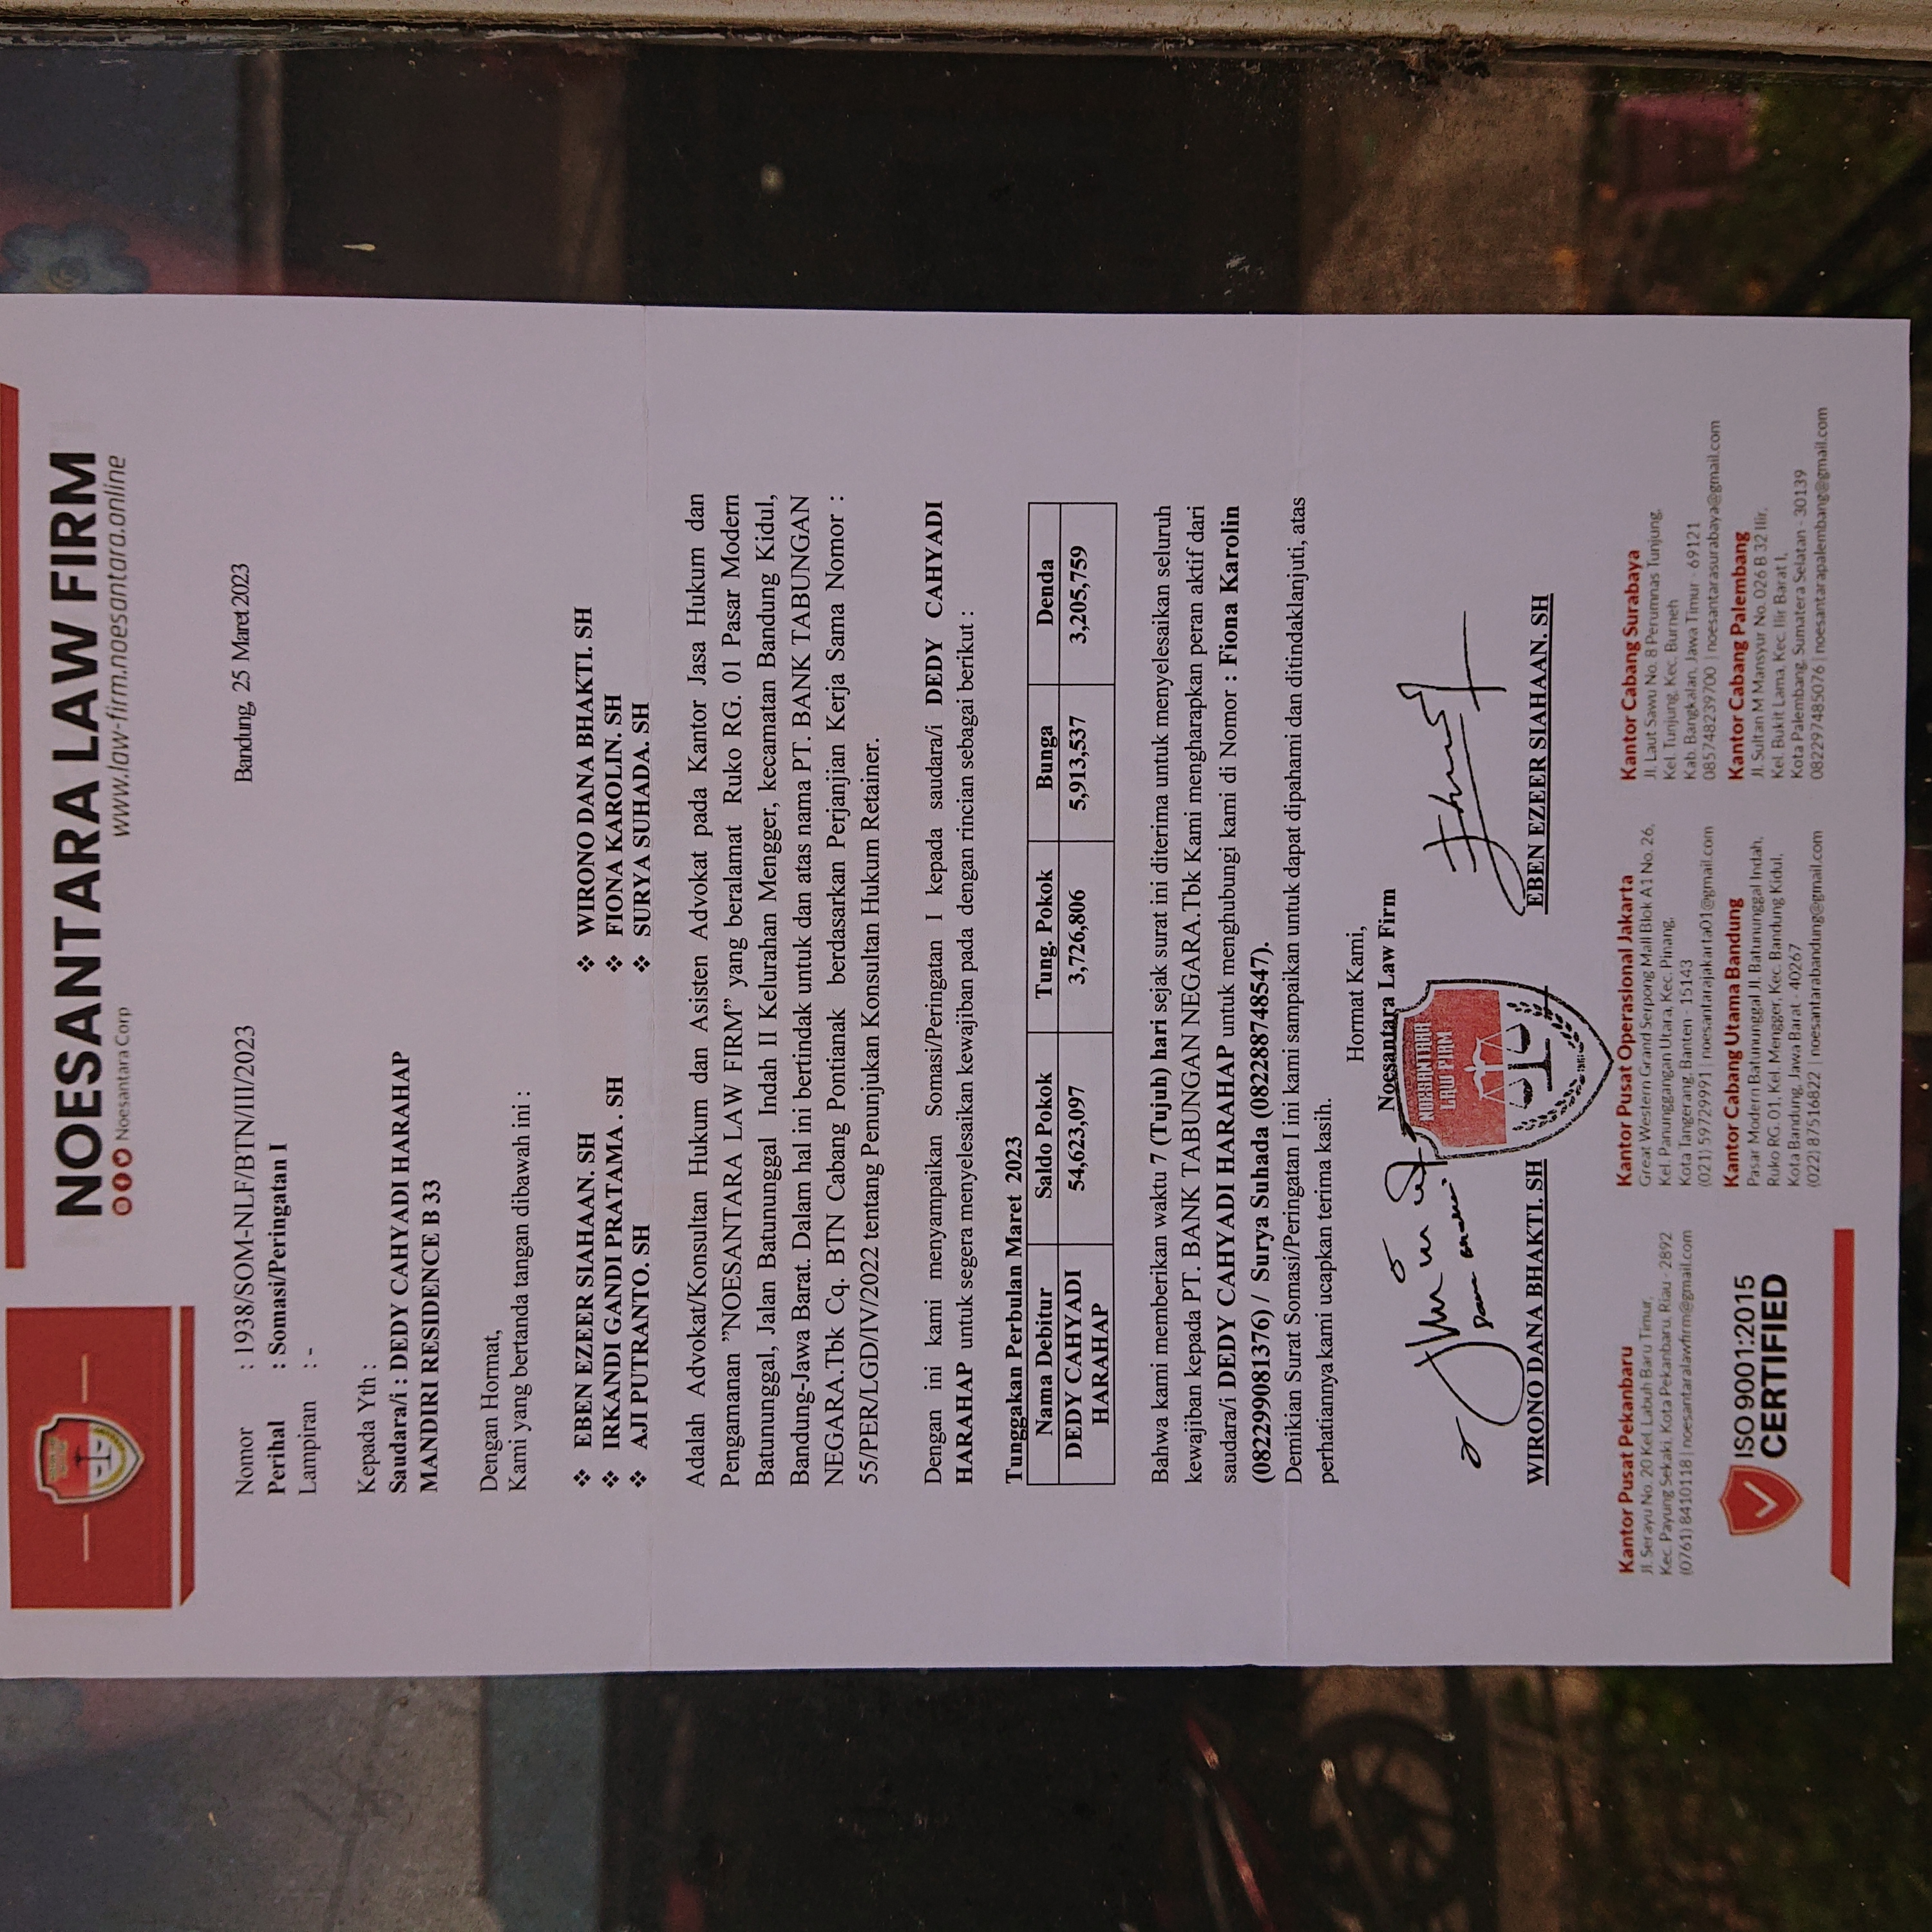 NOESANTARA LAW FIRM
Noesantara Corp www.law-firm.noesantara.online
Nomor : 1938/SOM-NLF/BTN/III/2023 Bandung, 25 Maret 2023
Perihal : Somasi/Peringatan I
Lampiran : -
Kepada Yth :
Saudara/i : DEDY CAHYADI HARAHAP
MANDIRI RESIDENCE B 33
Dengan Hormat,
Kami yang bertanda tangan dibawah ini :
❖ EBEN EZEER SIAHAAN. SH ❖ WIRONO DANA BHAKTI. SH
❖ IRKANDI GANDI PRATAMA . SH ❖ FIONA KAROLIN. SH
❖ AJI PUTRANTO. SH ❖ SURYA SUHADA. SH
Adalah Advokat/Konsultan Hukum dan Asisten Advokat pada Kantor Jasa Hukum dan
Pengamanan ”NOESANTARA LAW FIRM” yang beralamat Ruko RG. 01 Pasar Modern
Batununggal, Jalan Batununggal Indah II Kelurahan Mengger, kecamatan Bandung Kidul,
Bandung-Jawa Barat. Dalam hal ini bertindak untuk dan atas nama PT. BANK TABUNGAN
NEGARA.Tbk Cq. BTN Cabang Pontianak berdasarkan Perjanjian Kerja Sama Nomor :
55/PER/LGD/IV/2022 tentang Penunjukan Konsultan Hukum Retainer.
Dengan ini kami menyampaikan Somasi/Peringatan I kepada saudara/i DEDY CAHYADI
HARAHAP untuk segera menyelesaikan kewajiban pada dengan rincian sebagai berikut :
Tunggakan Perbulan Maret 2023
Nama Debitur Saldo Pokok Tung. Pokok Bunga Denda
DEDY CAHYADI 54,623,097 3,726,806 5,913,537 3,205,759
HARAHAP
Bahwa kami memberikan waktu 7 (Tujuh) hari sejak surat ini diterima untuk menyelesaikan seluruh
kewajiban kepada PT. BANK TABUNGAN NEGARA.Tbk Kami mengharapkan peran aktif dari
saudara/i DEDY CAHYADI HARAHAP untuk menghubungi kami di Nomor : Fiona Karolin
(082299081376) / Surya Suhada (082288748547).
Demikian Surat Somasi/Peringatan I ini kami sampaikan untuk dapat dipahami dan ditindaklanjuti, atas
perhatiannya kami ucapkan terima kasih.
Hormat Kami,
Noesantara Law Firm
NOESANTARA
LAW FIRM
WIRONO DANA BHAKTI. SH EBEN EZEER SIAHAAN. SH
Kantor Pusat Pekanbaru
Jl. Serayu No. 20 Kel. Labuh Baru Timur,
Kec. Payung Sekaki, Kota Pekanbaru, Riau - 2892
(0761) 8410118 | noesantaralawfirm@gmail.com
ISO 9001:2015
CERTIFIED
Kantor Pusat Operasional Jakarta
Great Western Grand Serpong Mall Blok A1 No. 26,
Kel. Panunggangan Utara, Kec. Pinang,
Kota Tangerang, Banten - 15143
(021) 59729991 | noesantarajakarta01@gmail.com
Kantor Cabang Utama Bandung
Pasar Modern Batununggal Jl. Batununggal Indah,
Ruko RG. 01, Kel. Mengger, Kec. Bandung Kidul,
Kota Bandung, Jawa Barat - 40267
(022) 87516822 | noesantarabandung@gmail.com
Kantor Cabang Surabaya
Jl. Laut Sawu No. 8 Perumnas Tunjung,
Kel. Tunjung, Kec. Burneh
Kab. Bangkalan, Jawa Timur - 69121
085748239700 | noesantarasurabaya@gmail.com
Kantor Cabang Palembang
Jl. Sultan M Mansyur No. 026 B 32 Ilir,
Kel. Bukit Lama, Kec. Ilir Barat I,
Kota Palembang, Sumatera Selatan - 30139
082297485076 | noesantarapalembang@gmail.com